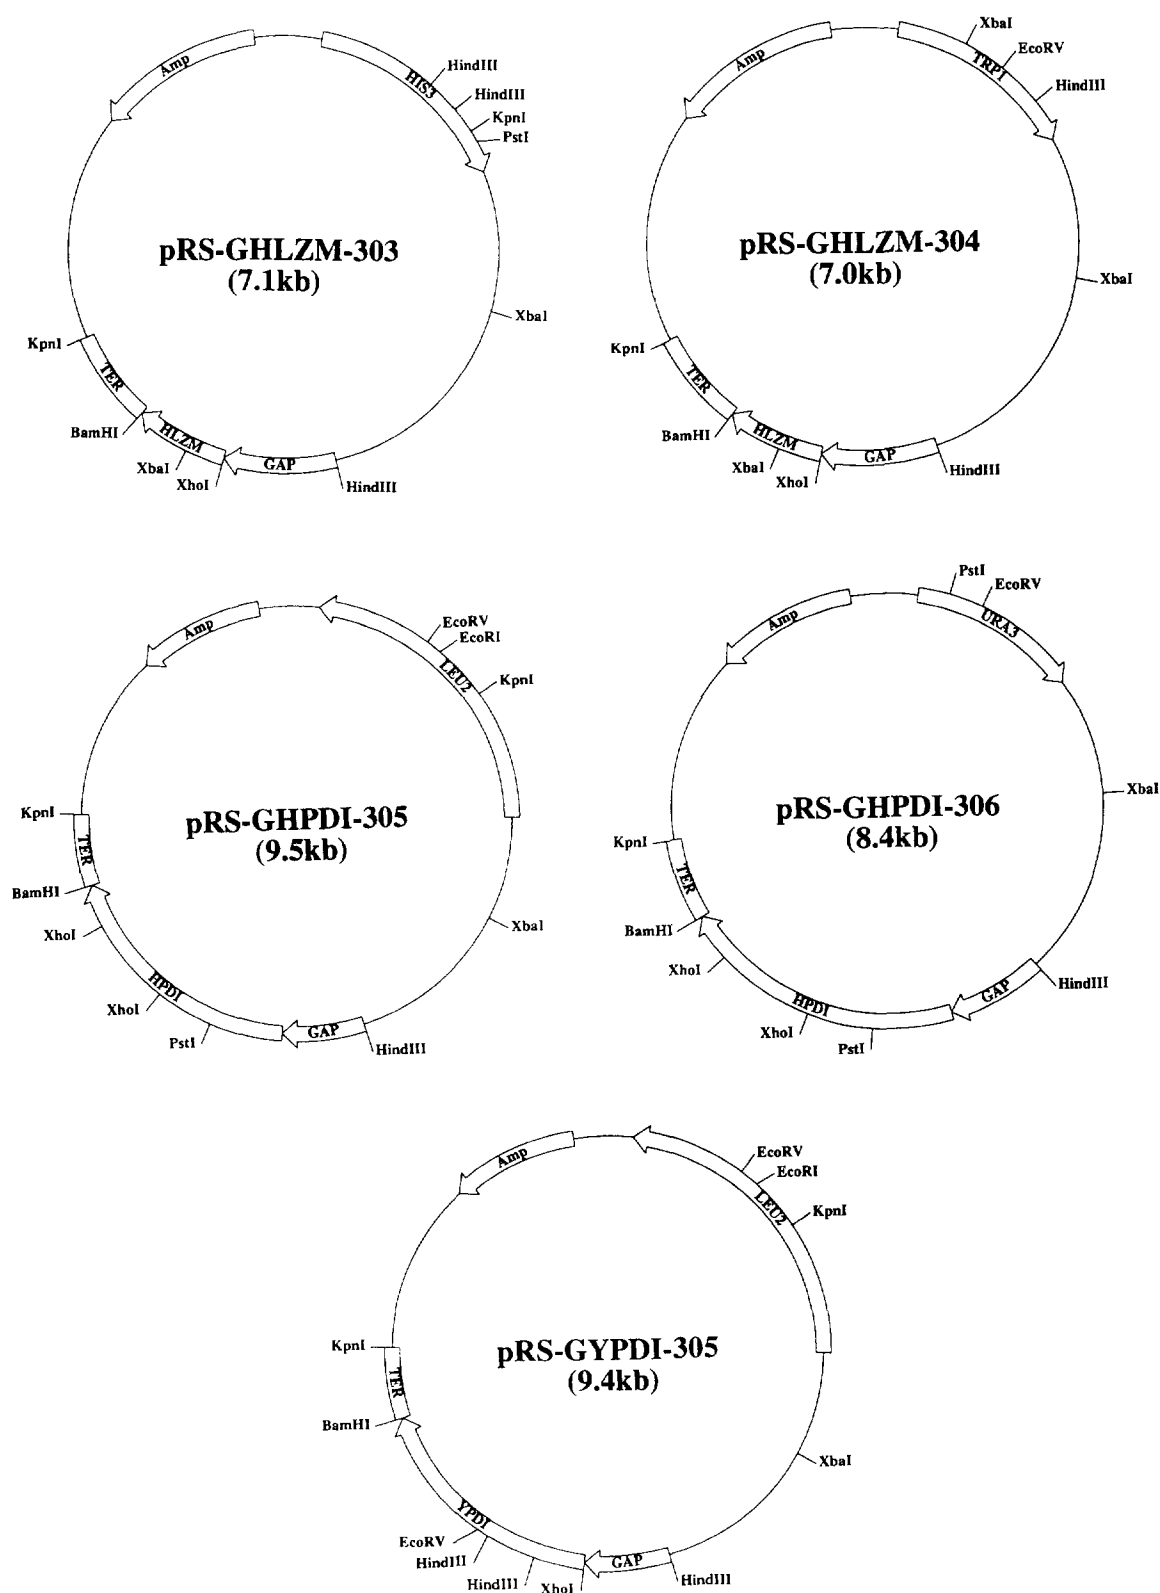 Amp
HIS3
HindIII
HindIII
KpnI
PstI
pRS-GHLZM-303
(7.1kb)
XbaI
KpnI
TER
BamHI
HLZM
XbaI
XhoI
GAP
HindIII
Amp
XbaI
TRP1
EcoRV
HindIII
pRS-GHLZM-304
(7.0kb)
XbaI
KpnI
TER
BamHI
HLZM
XbaI
XhoI
GAP
HindIII
Amp
EcoRV
EcoRI
LEU2
KpnI
pRS-GHPDI-305
(9.5kb)
KpnI
TER
BamHI
XhoI
XbaI
HPDI
XhoI
PstI
GAP
HindIII
Amp
PstI
EcoRV
URA3
XbaI
pRS-GHPDI-306
(8.4kb)
KpnI
TER
BamHI
XhoI
HPDI
XhoI
PstI
GAP
HindIII
Amp
EcoRV
EcoRI
LEU2
KpnI
pRS-GYPDI-305
(9.4kb)
KpnI
TER
BamHI
XbaI
YPDI
EcoRV
HindIII
HindIII
XhoI
GAP
HindIII